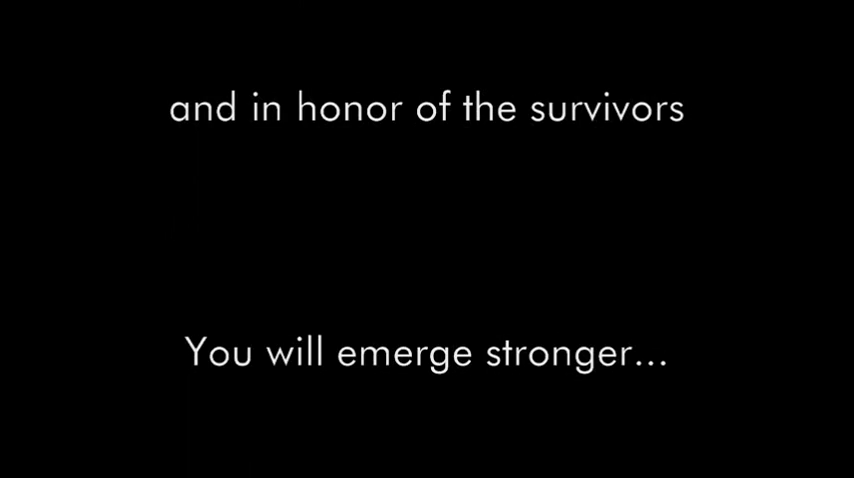 and in honor of the survivors
You will emerge stronger...